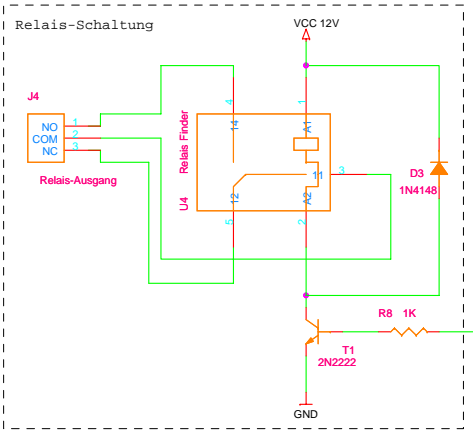 Relais-Schaltung
VCC 12V
J4
NO 1
COM 2
NC 3
Relais-Ausgang
4
1
14
A1
Relais Finder
U4
11
3
12
A2
5
2
D3
1N4148
R8 1K
T1
2N2222
GND